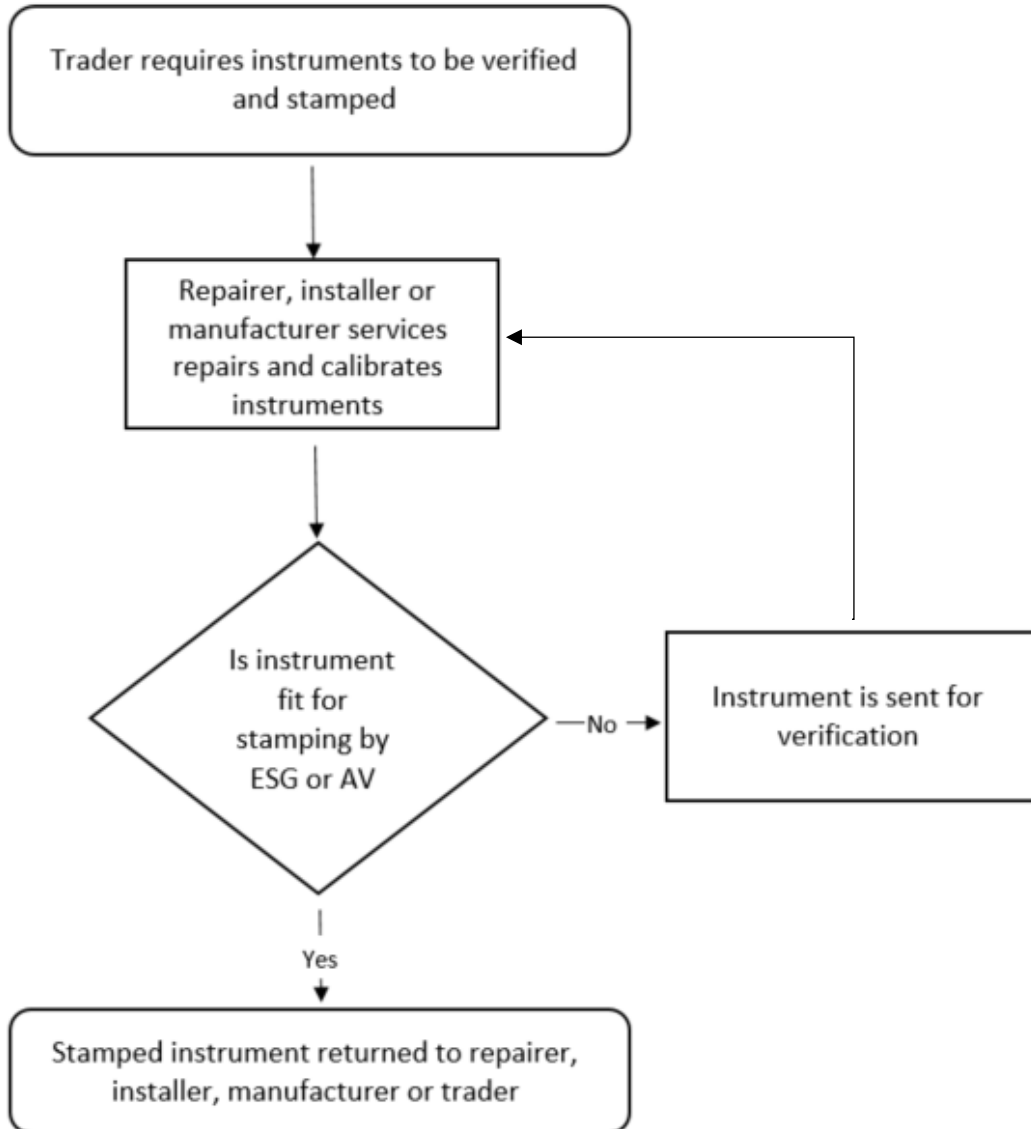 Trader requires instruments to be verified
and stamped
Repairer, installer or
manufacturer services
repairs and calibrates
instruments
Is instrument
fit for
stamping by
ESG or AV
No
Instrument is sent for
verification
Yes
Stamped instrument returned to repairer,
installer, manufacturer or trader